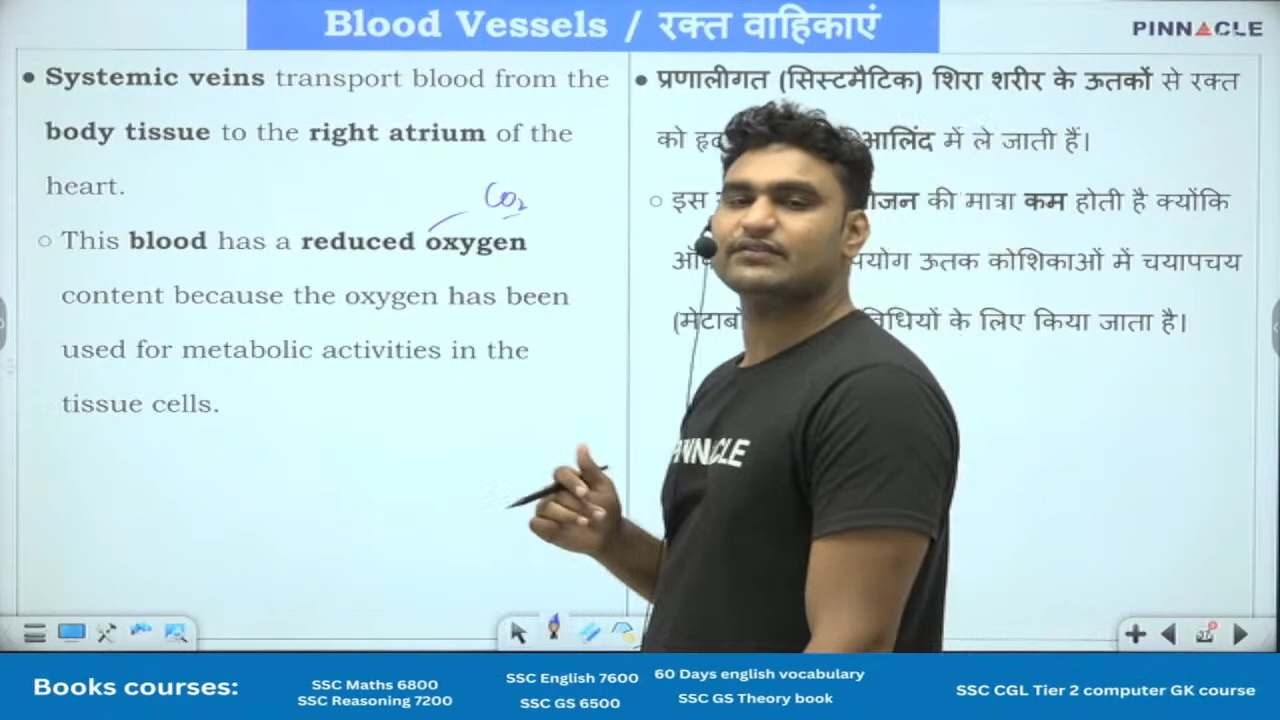 Blood Vessels / रक्त वाहिकाएं
PINNACLE
• Systemic veins transport blood from the
body tissue to the right atrium of the
heart.
CO₂
○ This blood has a reduced oxygen
content because the oxygen has been
used for metabolic activities in the
tissue cells.
• प्रणालीगत (सिस्टमैटिक) शिरा शरीर के ऊतकों से रक्त
को आलिंद में ले जाती हैं।
○ इस की मात्रा कम होती है क्योंकि
ऊतक कोशिकाओं में चयापचय
के लिए किया जाता है।
PINNACLE
Books courses:
SSC Maths 6800
SSC Reasoning 7200
SSC English 7600
SSC GS 6500
60 Days english vocabulary
SSC GS Theory book
SSC CGL Tier 2 computer GK course